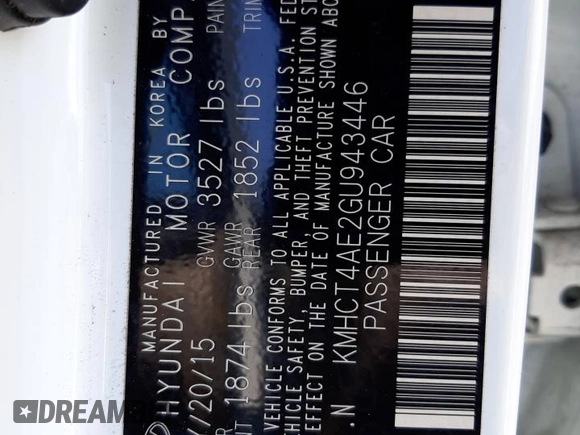 MANUFACTURED IN KOREA BY
HYUNDAI MOTOR COMP
/20/15 GVWR 3527 lbs PAIN
GAWR
1874 lbs REAR 1852 lbs TRIM
VEHICLE CONFORMS TO ALL APPLICABLE U.S.A. FED
VEHICLE SAFETY, BUMPER, AND THEFT PREVENTION ST
EFFECT ON THE DATE OF MANUFACTURE SHOWN ABO
.N KMHCT4AE2GU943446
PASSENGER CAR
DREAM